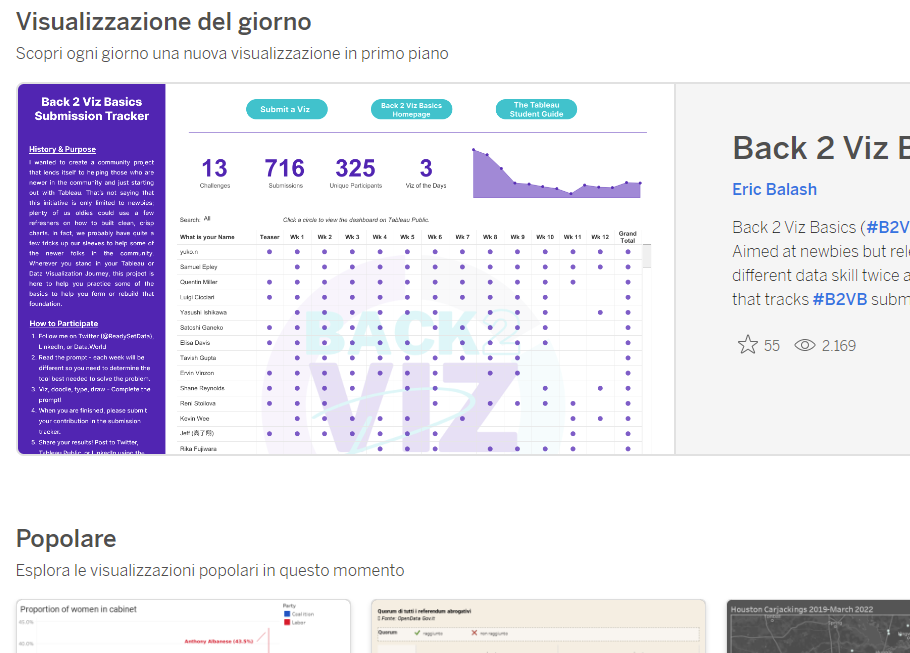 Visualizzazione del giorno
Scopri ogni giorno una nuova visualizzazione in primo piano
Back 2 Viz Basics
Submission Tracker
History & Purpose
I wanted to create a community project
that lends itself to helping those who are
newer in the community and just starting
out with Tableau. That's not saying that
this initiative is only limited to newbies;
plenty of us oldies could use a few
refreshers on how to built clean, crisp
charts. In fact, we probably have quite a
few tricks up our sleeves to help some of
the newer folks in the community.
Wherever you stand in your Tableau or
Data Visualization Journey, this project is
here to help you practice some of the
basics to help you form or rebuild that
foundation.
How to Participate
1. Follow me on Twitter (@ReadySetData),
LinkedIn, or Data.World
2. Read the prompt - each week will be
different so you need to determine the
tool best needed to solve the problem.
3. Viz, doodle, type, draw - Complete the
prompt!
4. When you are finished, please submit
your contribution in the submission
tracker.
5. Share your results! Post to Twitter,
Tableau Public, or LinkedIn using the
Submit a Viz
Back 2 Viz Basics
Homepage
The Tableau
Student Guide
13 716 325 3
Challenges Submissions Unique Participants Viz of the Days
Search: All
Click a circle to view the dashboard on Tableau Public.
What is your Name Teaser Wk 1 Wk 2 Wk 3 Wk 4 Wk 5 Wk 6 Wk 7 Wk 8 Wk 9 Wk 10 Wk 11 Wk 12 Grand Total
yuko.n
Samuel Epley
Quentin Miller
Luigi Cicciari
Yasushi Ishikawa
Satoshi Ganeko
Elisa Davis
Tavish Gupta
Ervin Vinzon
Shane Reynolds
Reni Stoilova
Kevin Wee
Rika Fujiwara
BACK 2
VIZ
Back 2 Viz B
Eric Balash
Back 2 Viz Basics (#B2V
Aimed at newbies but rele
different data skill twice a
that tracks #B2VB subm
55 2.169
Popolare
Esplora le visualizzazioni popolari in questo momento
Proportion of women in cabinet
Party
Coalition
Labor
45.0%
40.0%
Anthony Albanese (43.5%)
Quorum di tutti i referendum abrogativi
Fonte: OpenData Gov.it
Quorum raggiunto non raggiunto
Houston Carjackings 2019-March 2022